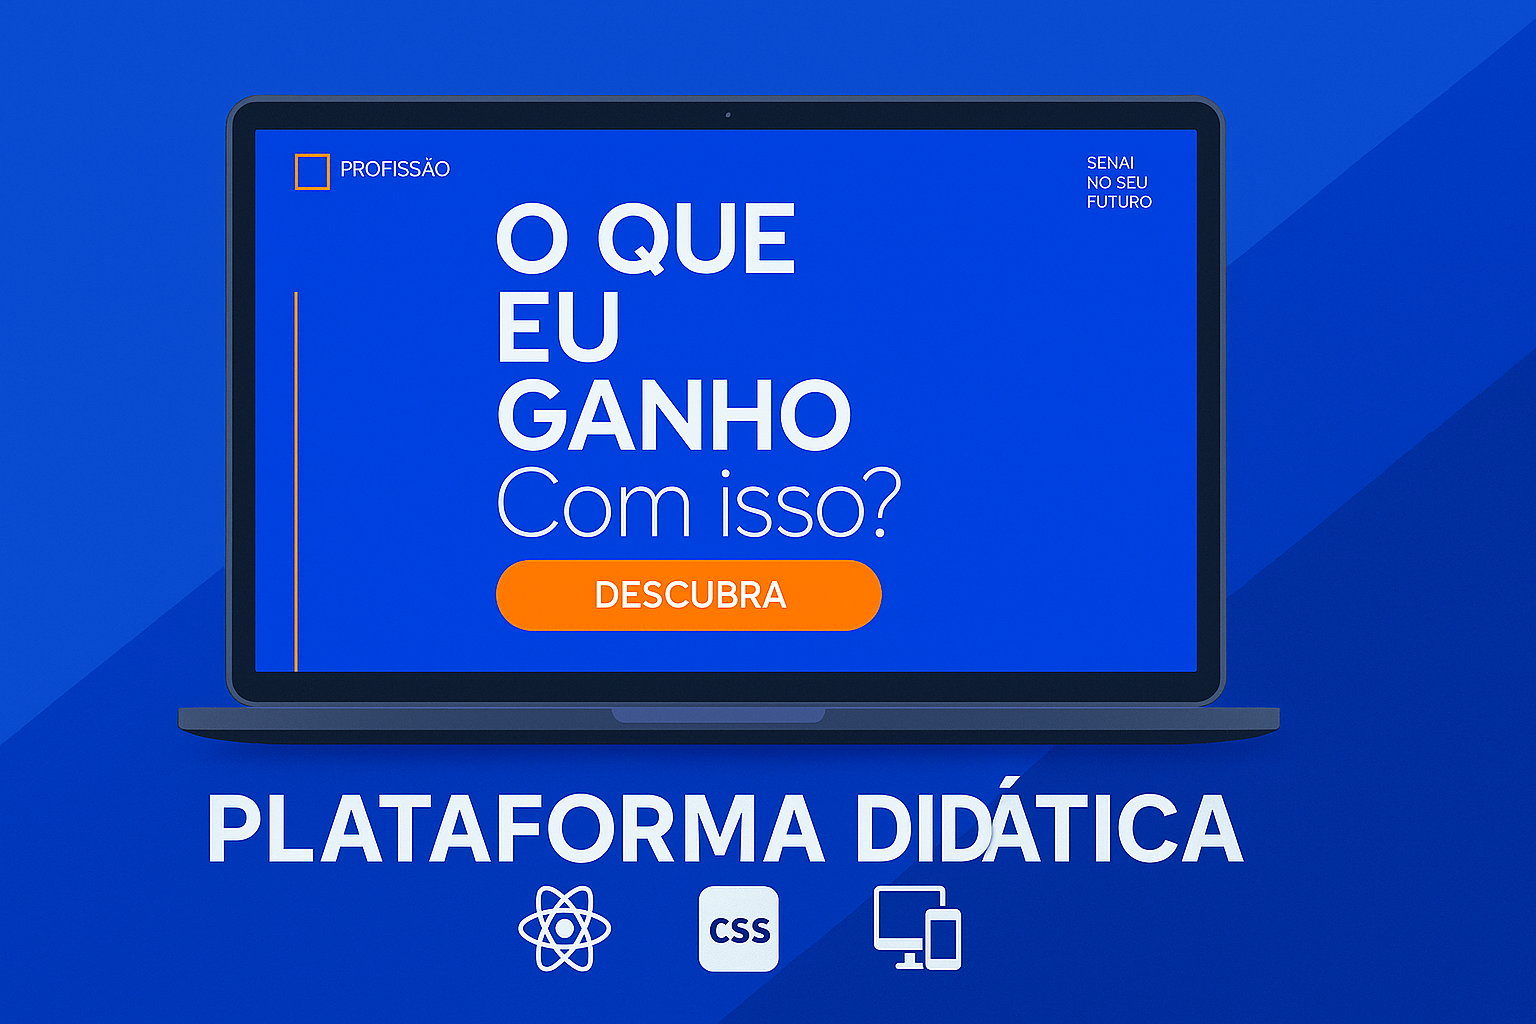 PROFISSÃO
SENAI
NO SEU
FUTURO
O QUE
EU
GANHO
Com isso?
DESCUBRA
PLATAFORMA DIDÁTICA
CSS